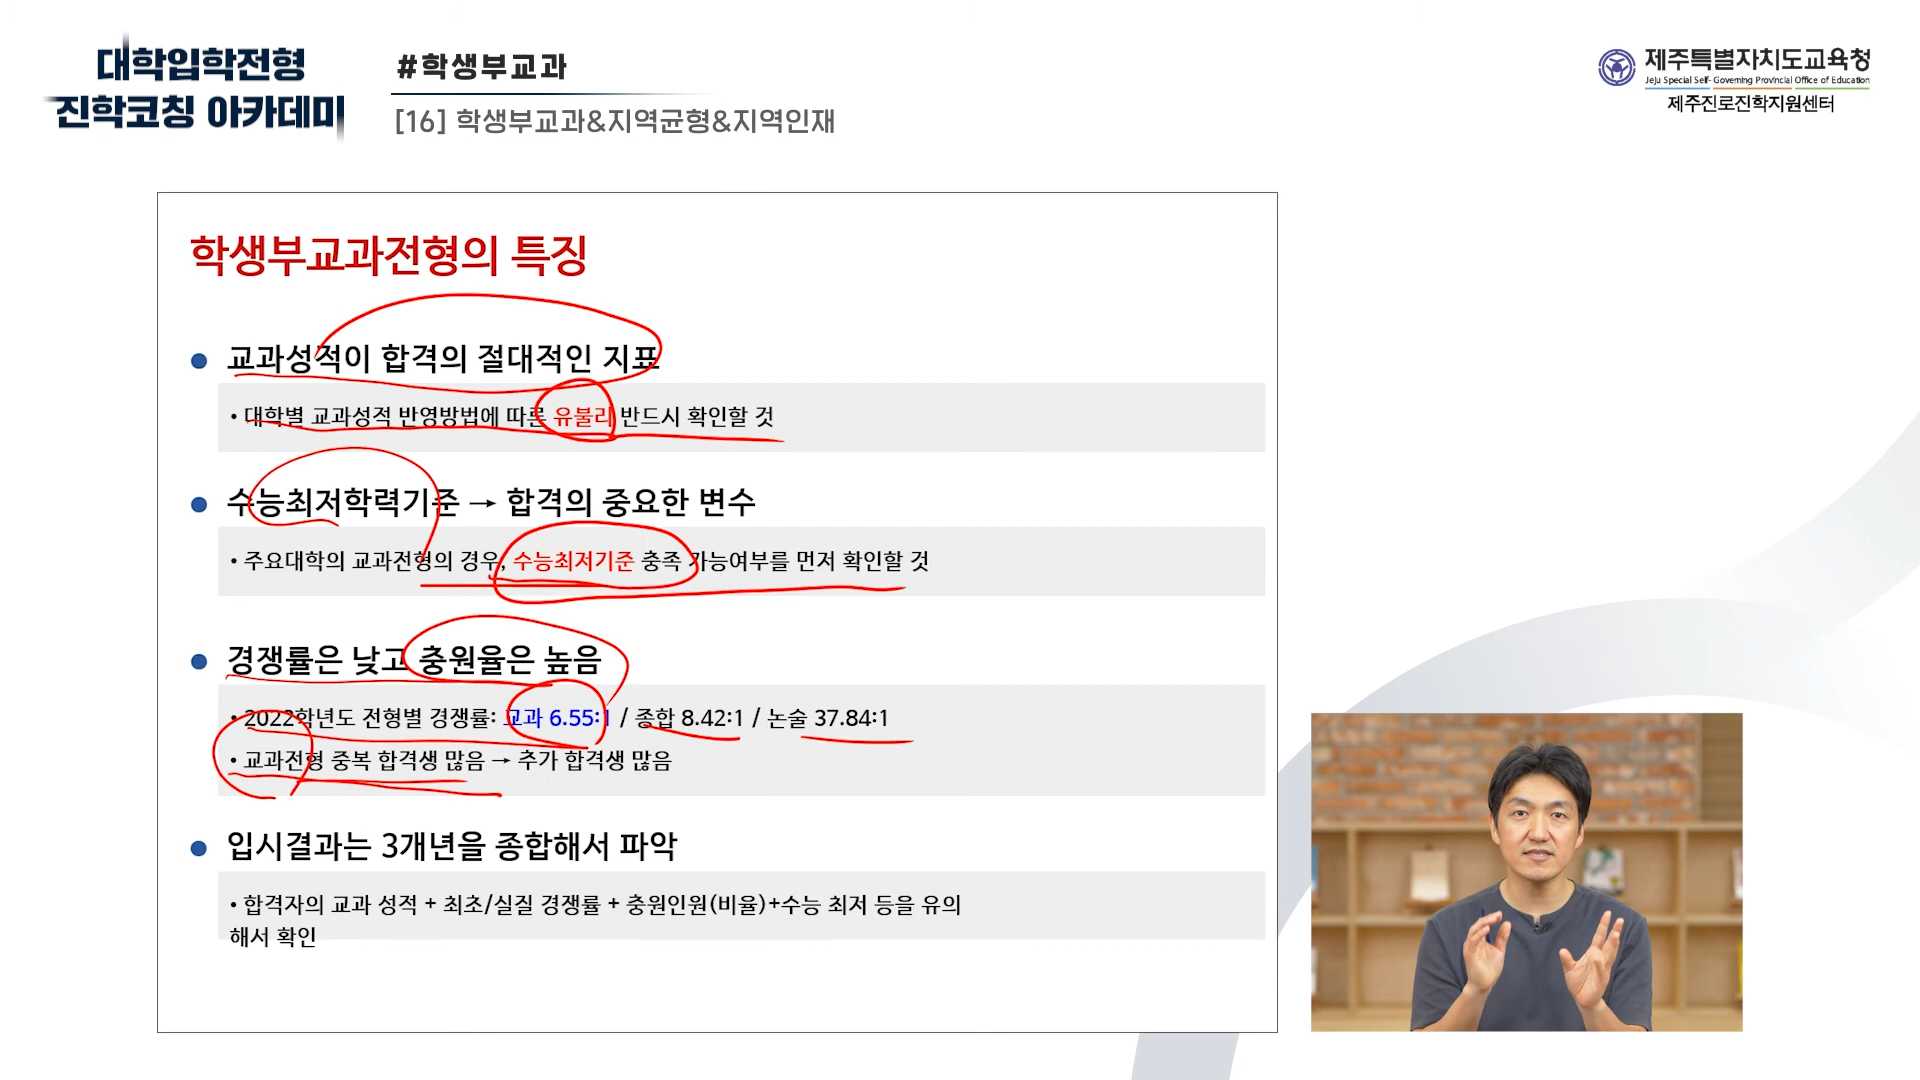 대학입학전형
진학코칭 아카데미
#학생부교과
[16] 학생부교과&지역균형&지역인재
제주특별자치도교육청
Jeju Special Self- Governing Provincial Office of Education
제주진로진학지원센터
학생부교과전형의 특징
● 교과성적이 합격의 절대적인 지표
• 대학별 교과성적 반영방법에 따른 유불리 반드시 확인할 것
● 수능최저학력기준 → 합격의 중요한 변수
• 주요대학의 교과전형의 경우, 수능최저기준 충족 가능여부를 먼저 확인할 것
● 경쟁률은 낮고 충원율은 높음
• 2022학년도 전형별 경쟁률: 교과 6.55:1 / 종합 8.42:1 / 논술 37.84:1
• 교과전형 중복 합격생 많음 → 추가 합격생 많음
● 입시결과는 3개년을 종합해서 파악
• 합격자의 교과 성적 + 최초/실질 경쟁률 + 충원인원(비율)+수능 최저 등을 유의
해서 확인